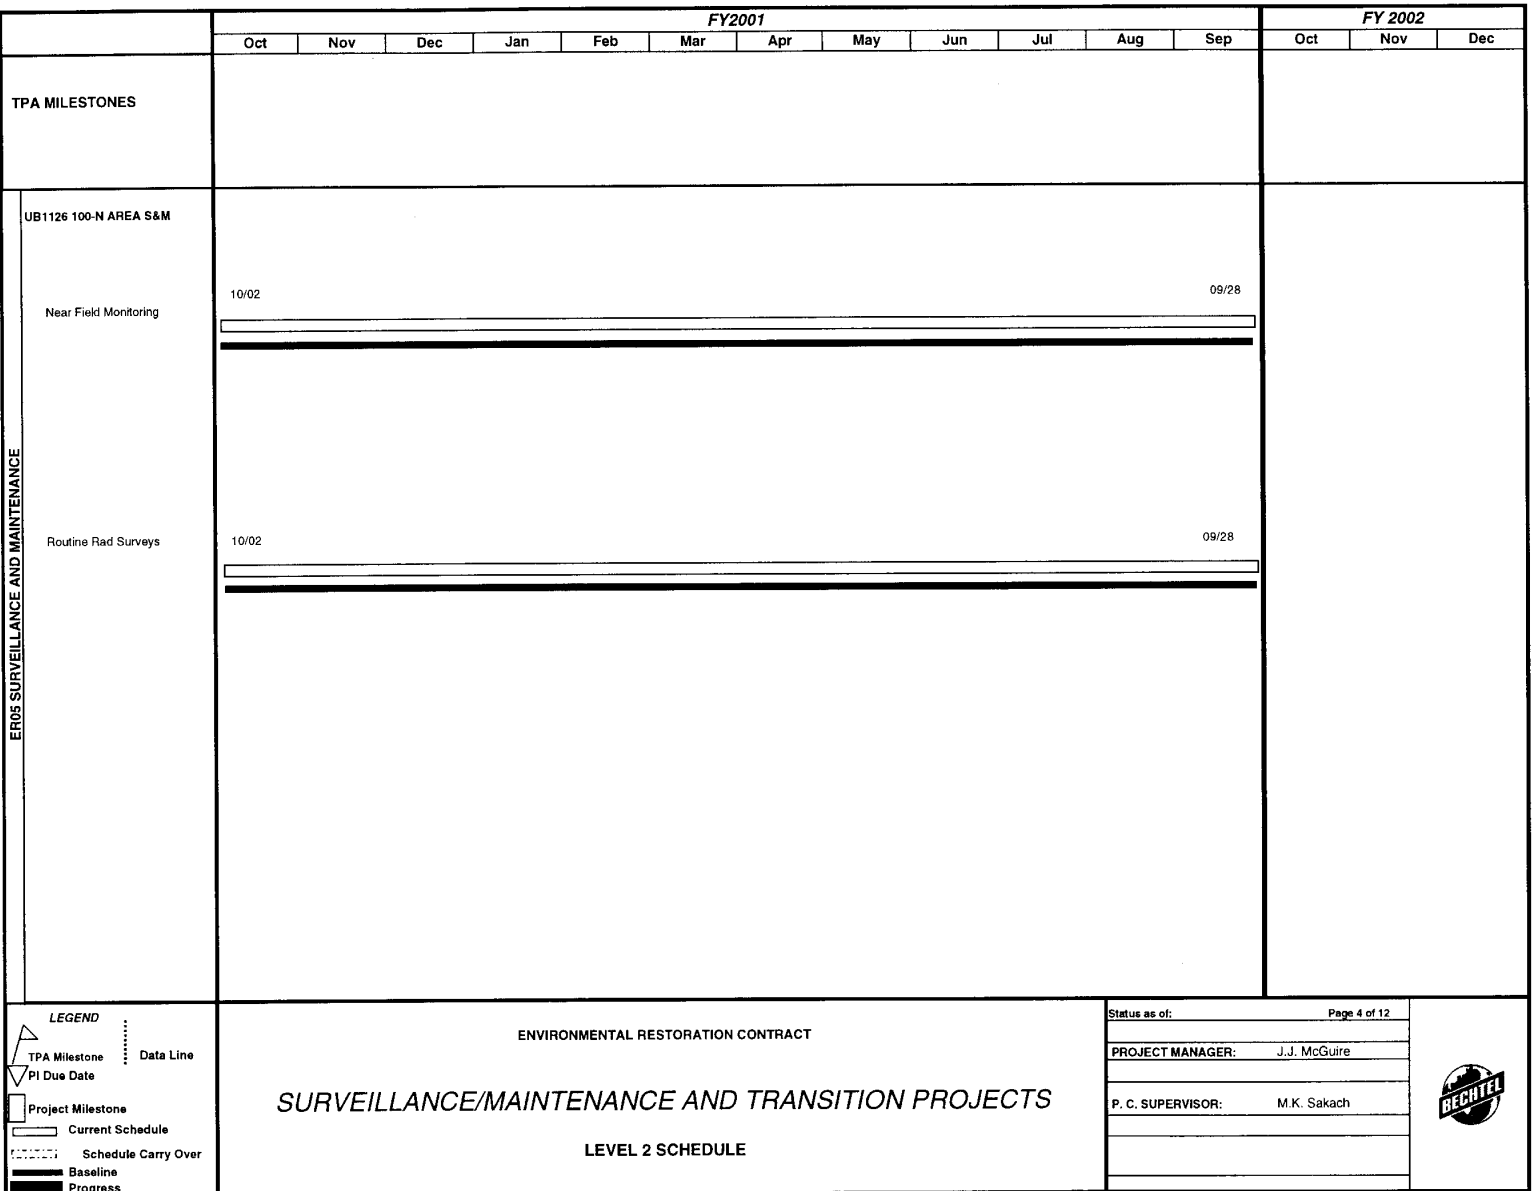 FY2001
FY 2002
Oct Nov Dec Jan Feb Mar Apr May Jun Jul Aug Sep Oct Nov Dec
TPA MILESTONES
ER05 SURVEILLANCE AND MAINTENANCE
UB1126 100-N AREA S&M
10/02 09/28
Near Field Monitoring
Routine Rad Surveys 10/02 09/28
LEGEND
TPA Milestone
Data Line
PI Due Date
Project Milestone
Current Schedule
Schedule Carry Over
Baseline
Progress
ENVIRONMENTAL RESTORATION CONTRACT
SURVEILLANCE/MAINTENANCE AND TRANSITION PROJECTS
LEVEL 2 SCHEDULE
Status as of: Page 4 of 12
PROJECT MANAGER: J.J. McGuire
P. C. SUPERVISOR: M.K. Sakach
BECHTEL